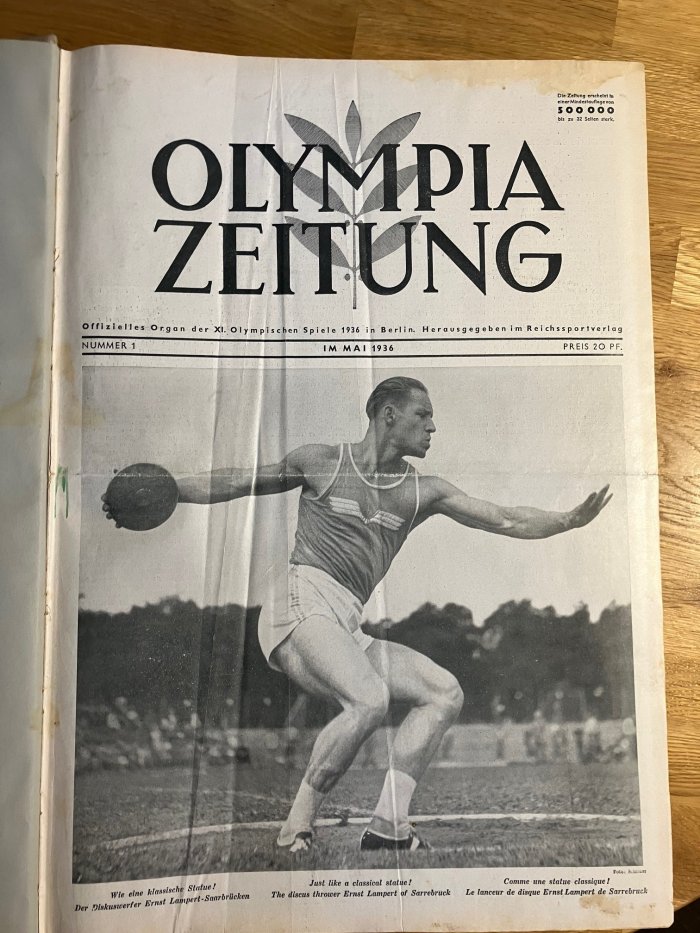 Die Zeitung erscheint in
einer Mindestauflage von
500 000
bis zu 32 Seiten stark.
OLYMPIA
ZEITUNG
Offizielles Organ der XI. Olympischen Spiele 1936 in Berlin. Herausgegeben im Reichssportverlag
NUMMER 1 IM MAI 1936 PREIS 20 PF.
Foto:
Wie eine klassische Statue!
Der Diskuswerfer Ernst Lampert-Saarbrücken
Just like a classical statue!
The discus thrower Ernst Lampert of Sarrebruck
Comme une statue classique!
Le lanceur de disque Ernst Lampert de Sarrebruck